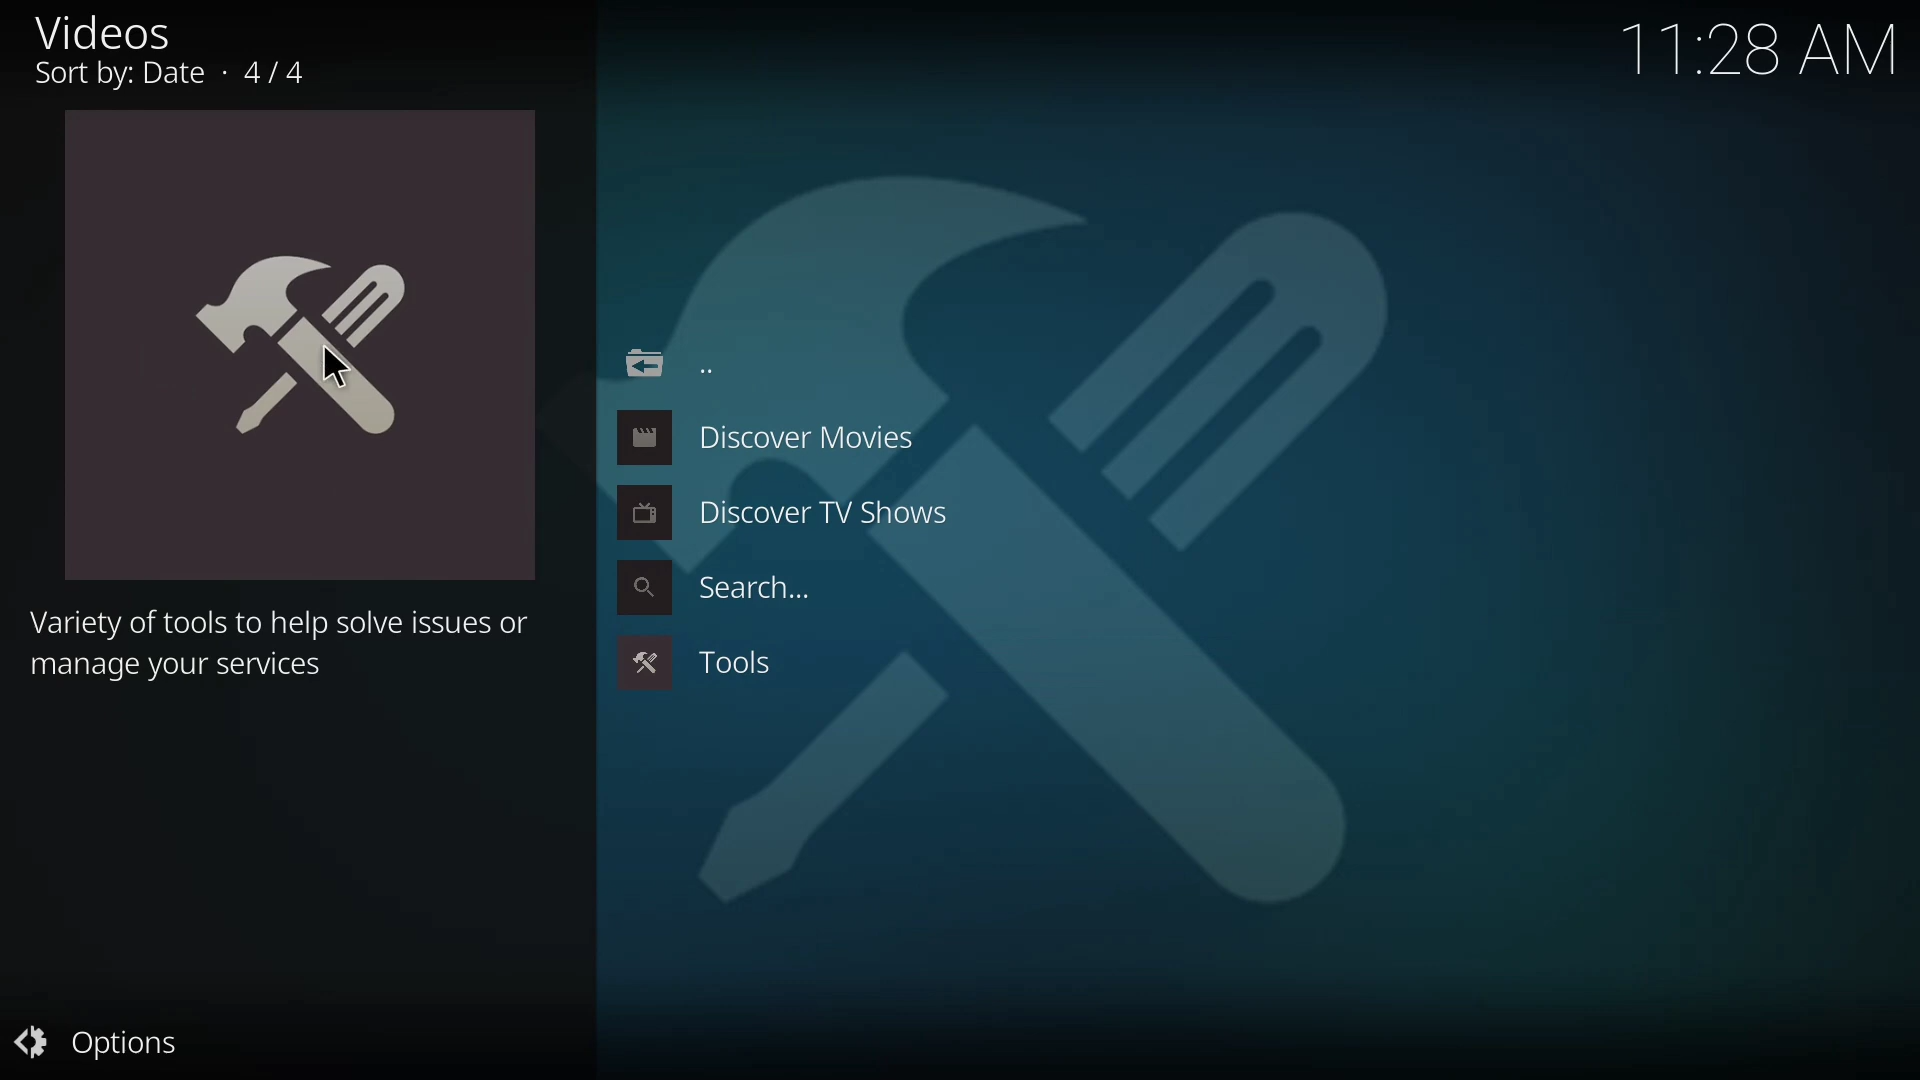 Videos
Sort by: Date · 4 / 4
11:28 AM
..
Discover Movies
Discover TV Shows
Search...
Tools
Variety of tools to help solve issues or
manage your services
Options